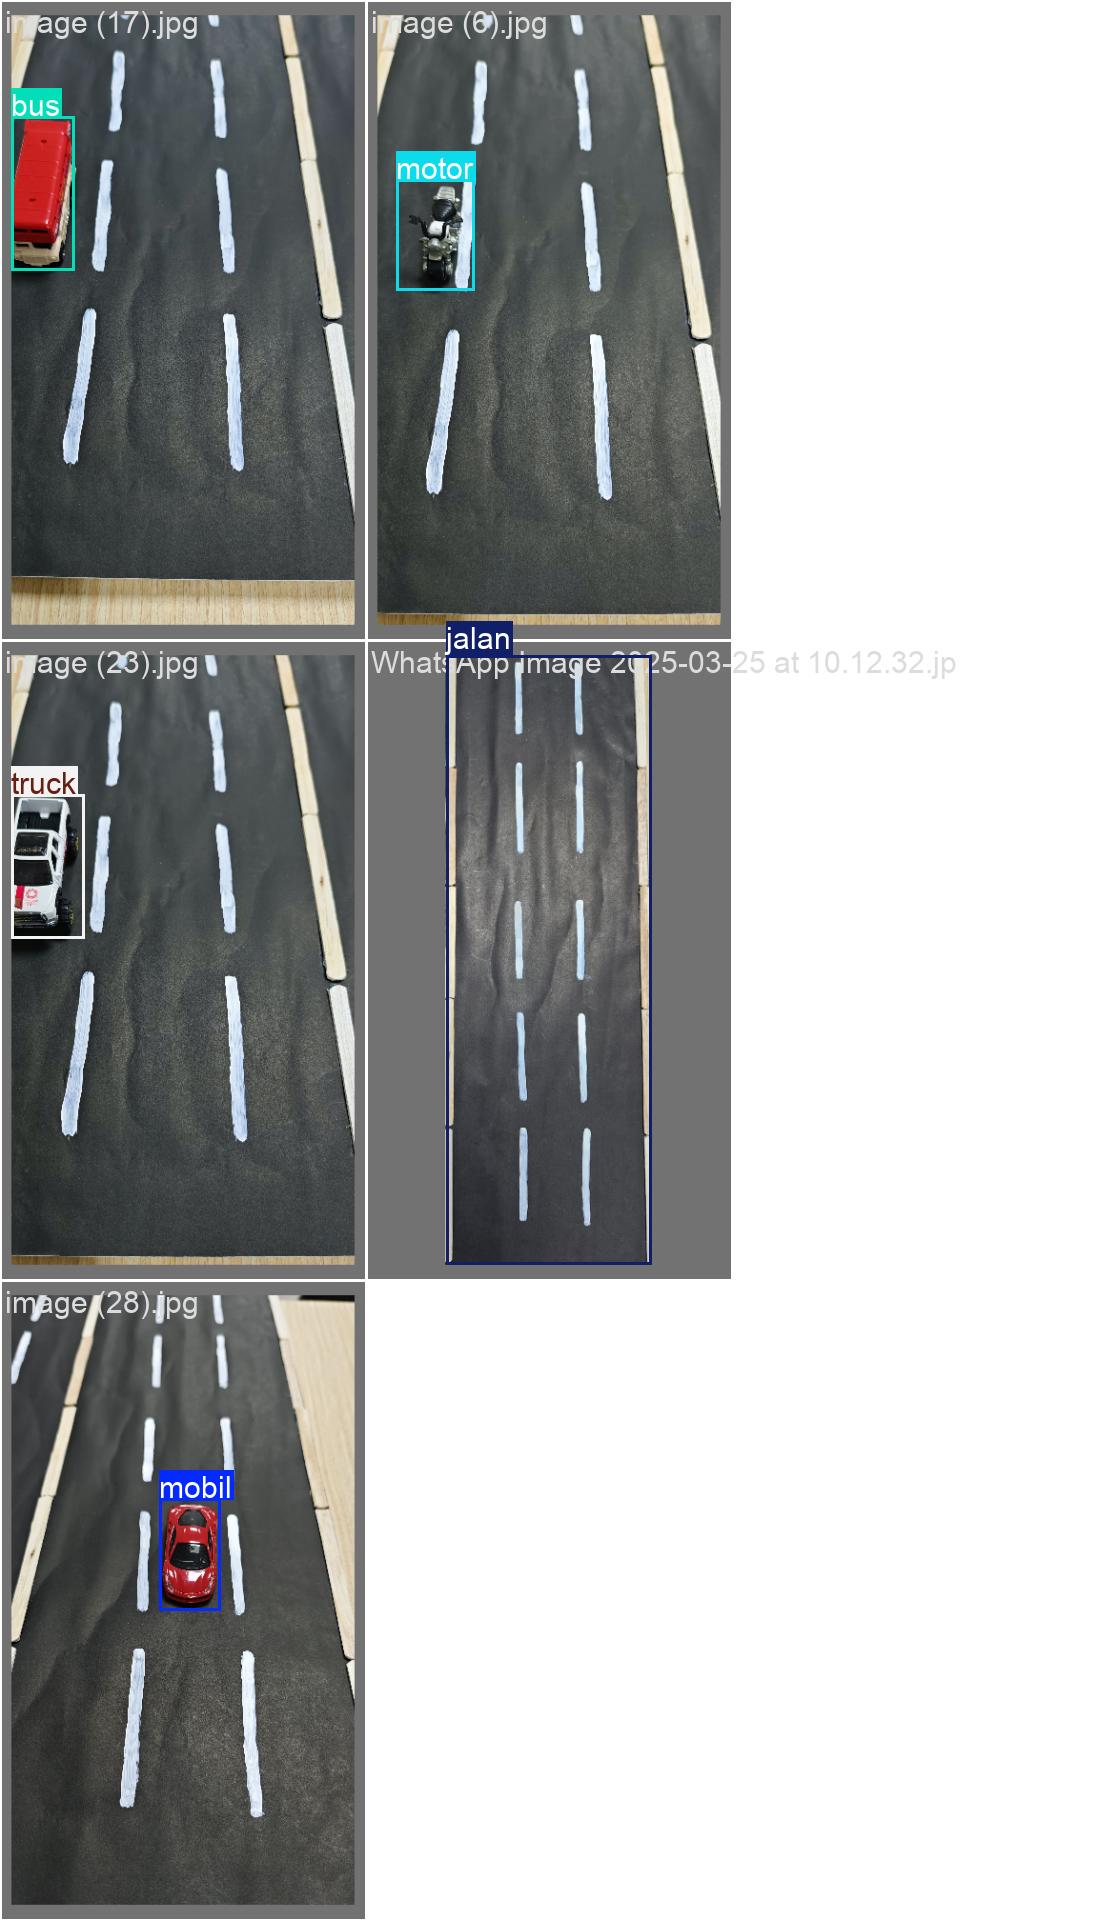 image (17).jpg
bus
image (6).jpg
motor
image (23).jpg
truck
jalan
WhatsApp Image 2025-03-25 at 10.12.32.jp
image (28).jpg
mobil